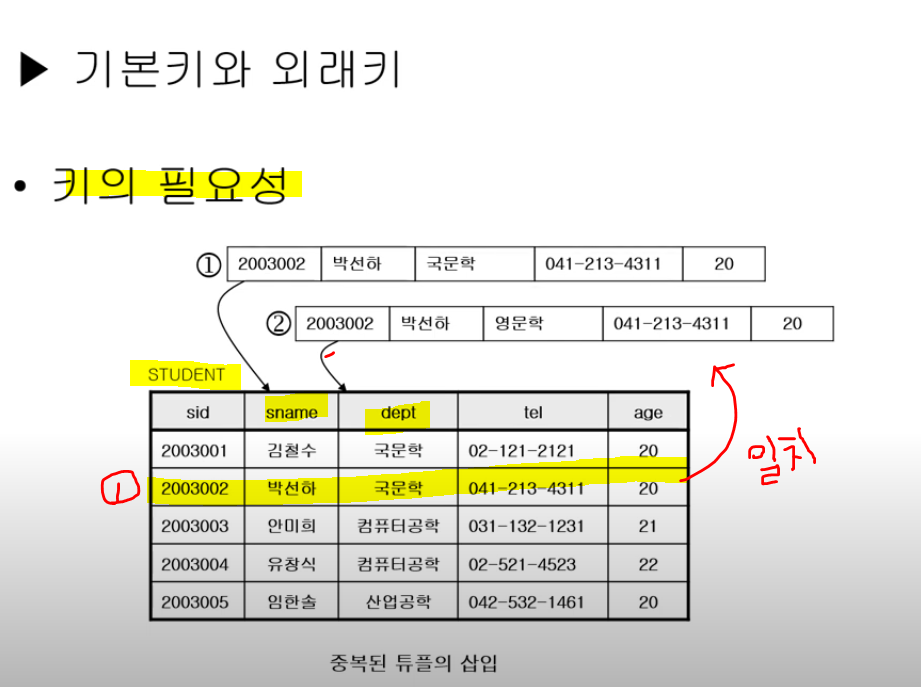 ▶ 기본키와 외래키
• 키의 필요성
① 2003002 박선하 국문학 041-213-4311 20
② 2003002 박선하 영문학 041-213-4311 20
STUDENT
sid sname dept tel age
2003001 김철수 국문학 02-121-2121 20
① 2003002 박선하 국문학 041-213-4311 20
일치
2003003 안미희 컴퓨터공학 031-132-1231 21
2003004 유창식 컴퓨터공학 02-521-4523 22
2003005 임한솔 산업공학 042-532-1461 20
중복된 튜플의 삽입